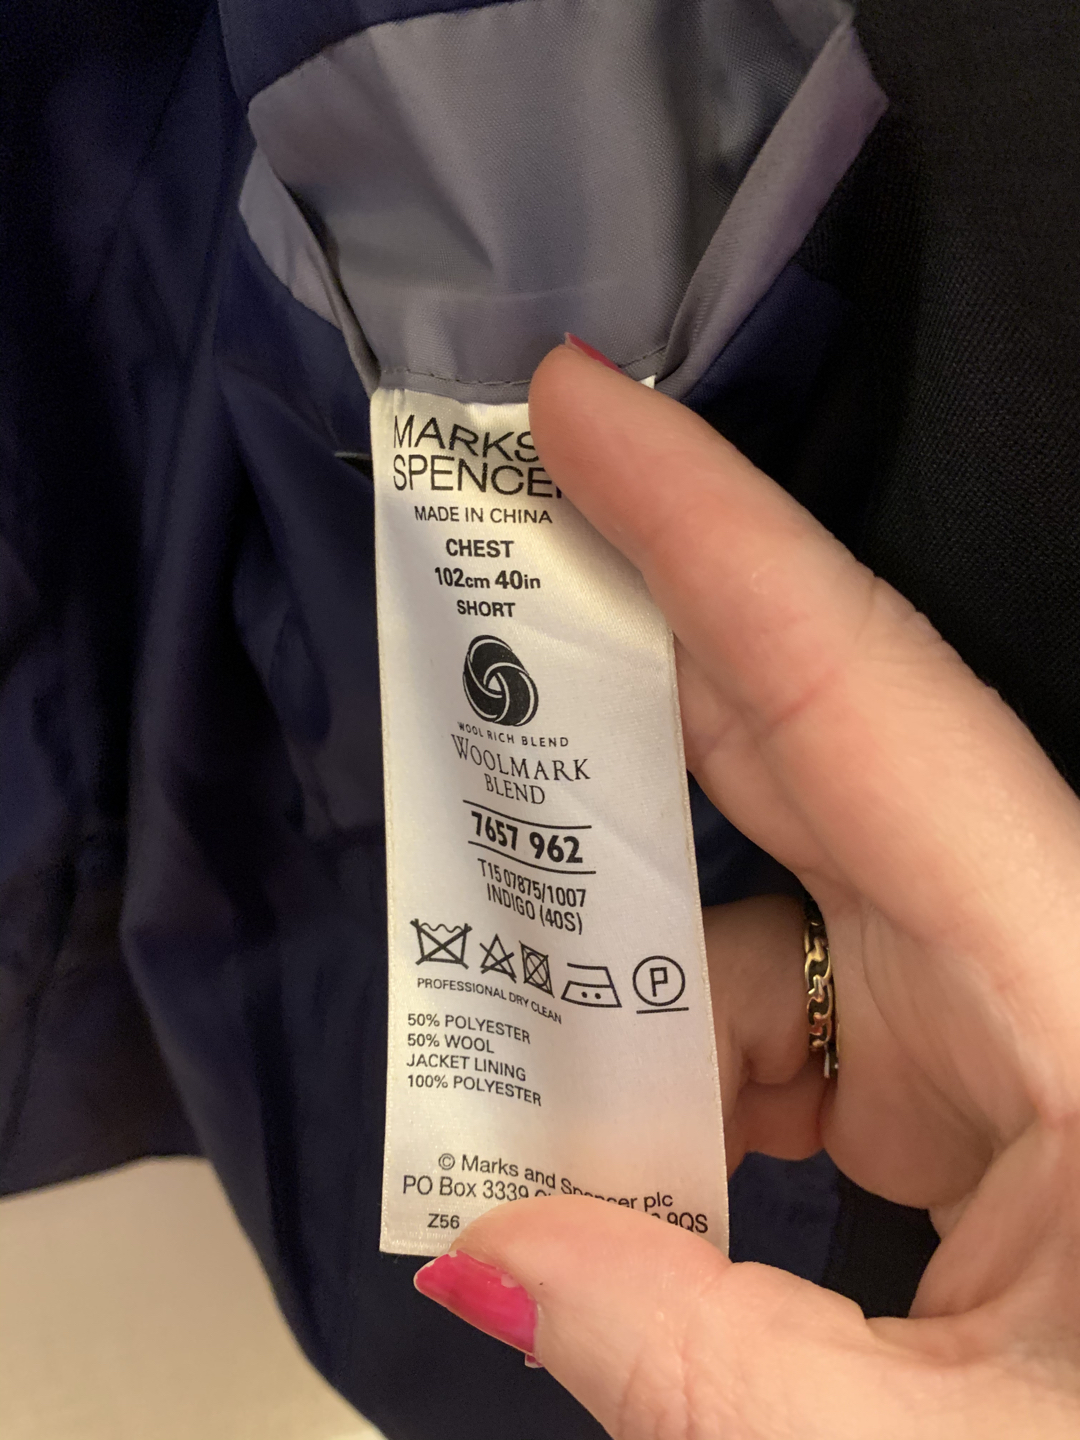 MARKS
SPENCER
MADE IN CHINA
CHEST
102cm 40in
SHORT
WOOL RICH BLEND
WOOLMARK
BLEND
7657 962
T15 07875/1007
INDIGO (40S)
P
PROFESSIONAL DRY CLEAN
50% POLYESTER
50% WOOL
JACKET LINING
100% POLYESTER
© Marks and Spencer plc
PO Box 3339 9QS
Z56